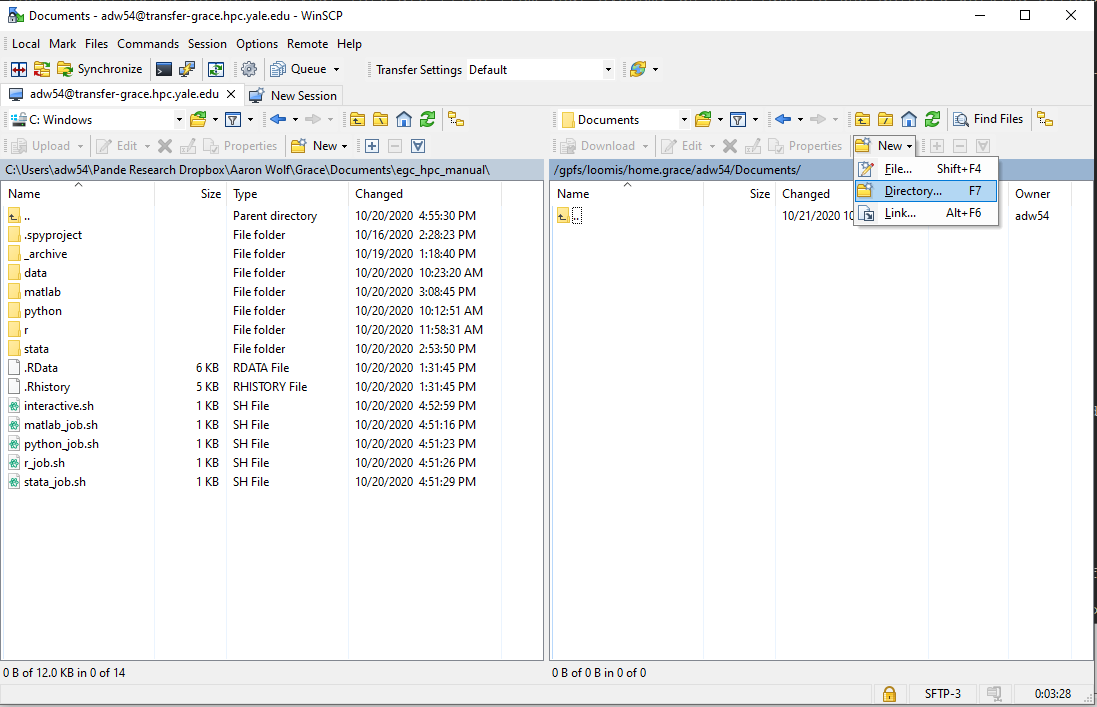 Documents - adw54@transfer-grace.hpc.yale.edu - WinSCP
Local Mark Files Commands Session Options Remote Help
Synchronize Queue Transfer Settings Default
adw54@transfer-grace.hpc.yale.edu New Session
C: Windows Documents Find Files
Upload Edit Properties New Download Edit Properties New
C:\Users\adw54\Pande Research Dropbox\Aaron Wolf\Grace\Documents\egc_hpc_manual\ /gpfs/loomis/home.grace/adw54/Documents/
File... Shift+F4
Directory... F7
Link... Alt+F6
Name Size Type Changed
.. Parent directory 10/20/2020 4:55:30 PM
.spyproject File folder 10/16/2020 2:28:23 PM
_archive File folder 10/19/2020 1:18:40 PM
data File folder 10/20/2020 10:23:20 AM
matlab File folder 10/20/2020 3:08:45 PM
python File folder 10/20/2020 10:12:51 AM
r File folder 10/20/2020 11:58:31 AM
stata File folder 10/20/2020 2:53:50 PM
.RData 6 KB RDATA File 10/20/2020 1:31:45 PM
.Rhistory 5 KB RHISTORY File 10/20/2020 1:31:45 PM
interactive.sh 1 KB SH File 10/20/2020 4:52:59 PM
matlab_job.sh 1 KB SH File 10/20/2020 4:51:16 PM
python_job.sh 1 KB SH File 10/20/2020 4:51:23 PM
r_job.sh 1 KB SH File 10/20/2020 4:51:26 PM
stata_job.sh 1 KB SH File 10/20/2020 4:51:29 PM
Name Size Changed Owner
.. 10/21/2020 10 adw54
0 B of 12.0 KB in 0 of 14 0 B of 0 B in 0 of 0
SFTP-3 0:03:28